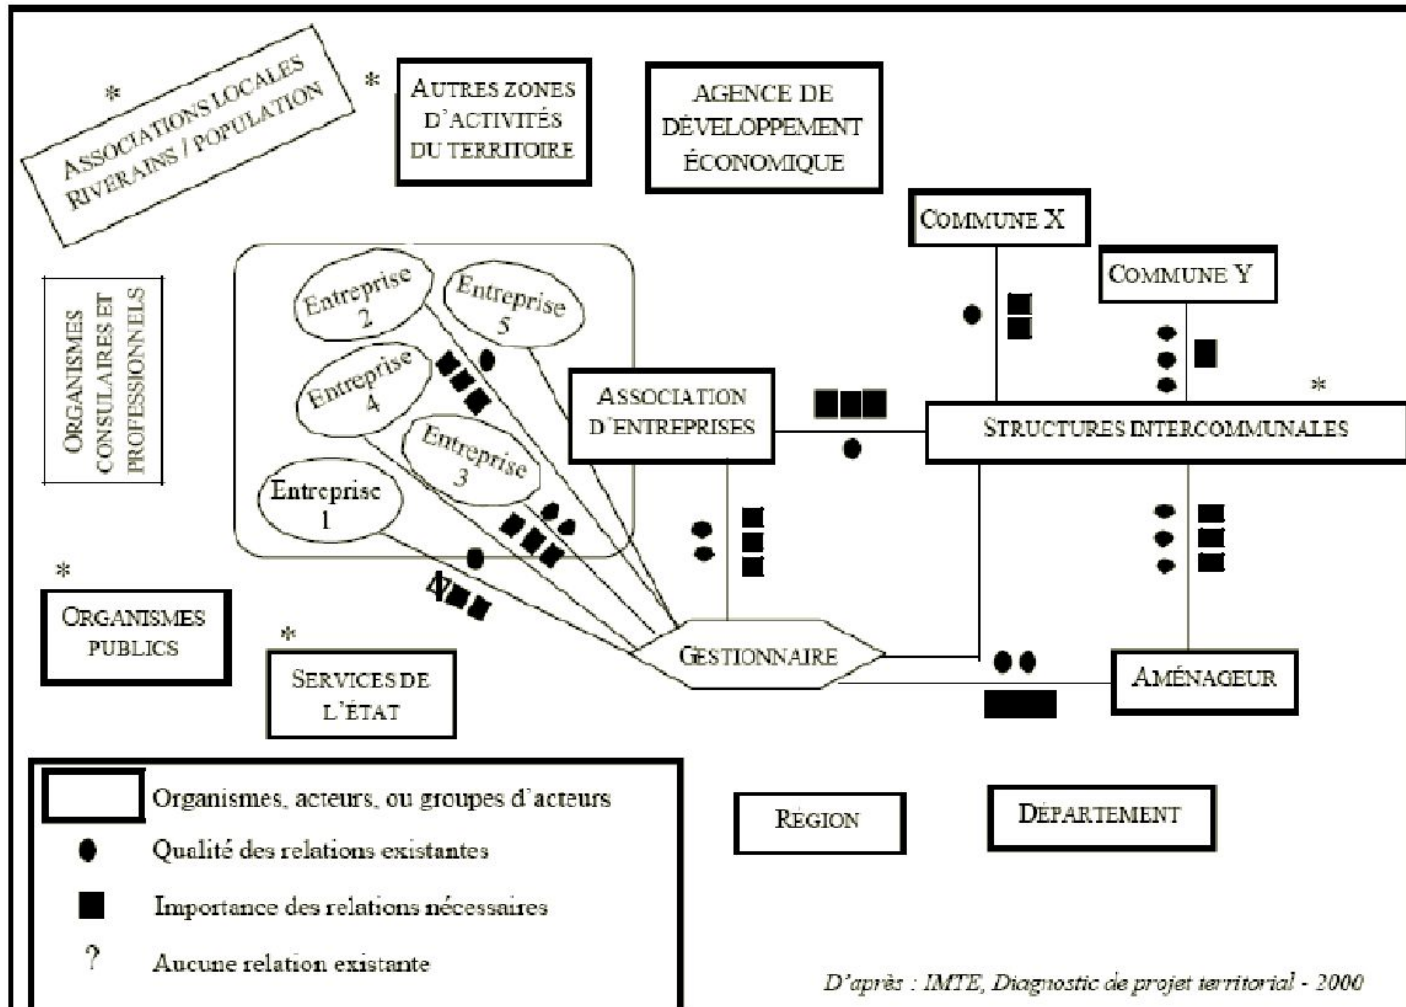 *
ASSOCIATIONS LOCALES
RIVERAINS / POPULATION
*
AUTRES ZONES
D'ACTIVITÉS
DU TERRITOIRE
AGENCE DE
DÉVELOPPEMENT
ÉCONOMIQUE
COMMUNE X
COMMUNE Y
ORGANISMES
CONSULAIRES ET
PROFESSIONNELS
Entreprise
2
Entreprise
5
Entreprise
4
Entreprise
3
Entreprise
1
ASSOCIATION
D'ENTREPRISES
*
STRUCTURES INTERCOMMUNALES
*
ORGANISMES
PUBLICS
*
SERVICES DE
L'ÉTAT
GESTIONNAIRE
AMÉNAGEUR
RÉGION
DÉPARTEMENT
Organismes, acteurs, ou groupes d'acteurs
Qualité des relations existantes
Importance des relations nécessaires
? Aucune relation existante
D'après : IMTE, Diagnostic de projet territorial - 2000